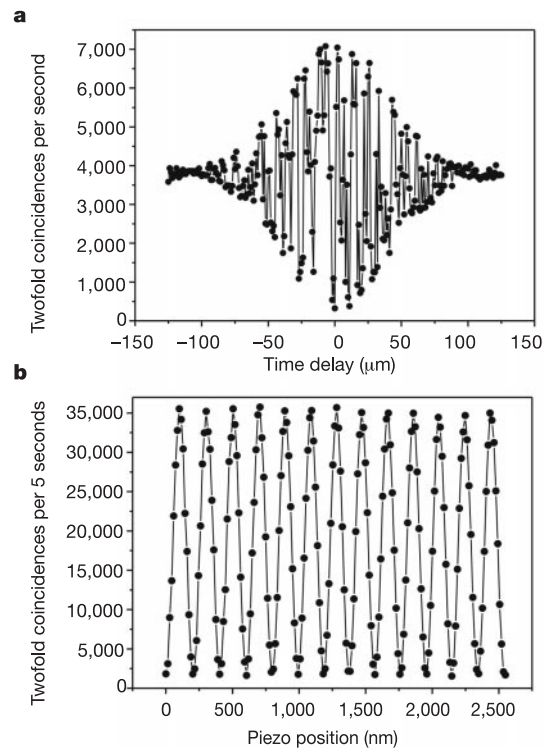 a
Twofold coincidences per second
7,000
6,000
5,000
4,000
3,000
2,000
1,000
0
−150 −100 −50 0 50 100 150
Time delay (μm)
b
Twofold coincidences per 5 seconds
35,000
30,000
25,000
20,000
15,000
10,000
5,000
0
0 500 1,000 1,500 2,000 2,500
Piezo position (nm)